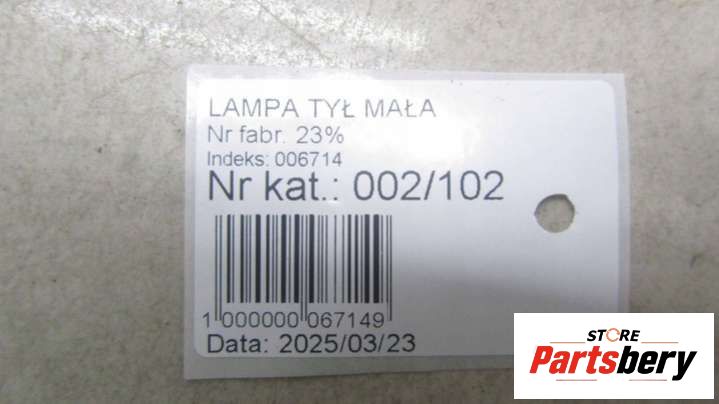 LAMPA TYŁ MAŁA
Nr fabr. 23%
Indeks: 006714
Nr kat.: 002/102
1 000000 067149
Data: 2025/03/23
STORE
Partsbery